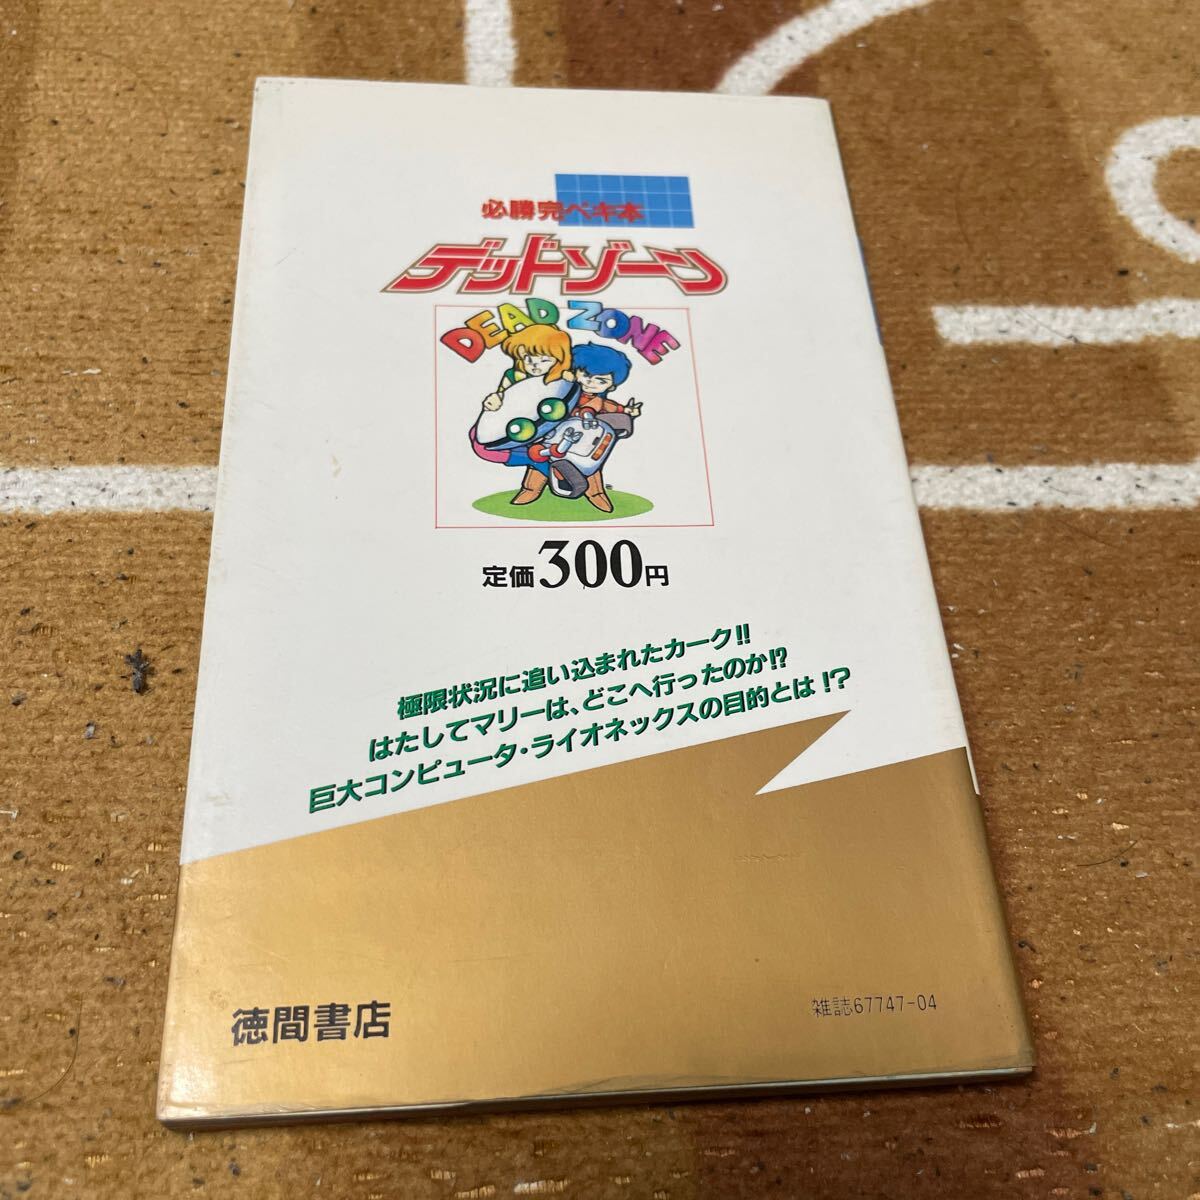 必勝完ペキ本
デッドゾーン
DEAD ZONE
定価300円
極限状況に追い込まれたカーク!!
はたしてマリーは、どこへ行ったのか!?
巨大コンピュータ・ライオネックスの目的とは!?
徳間書店
雑誌67747-04